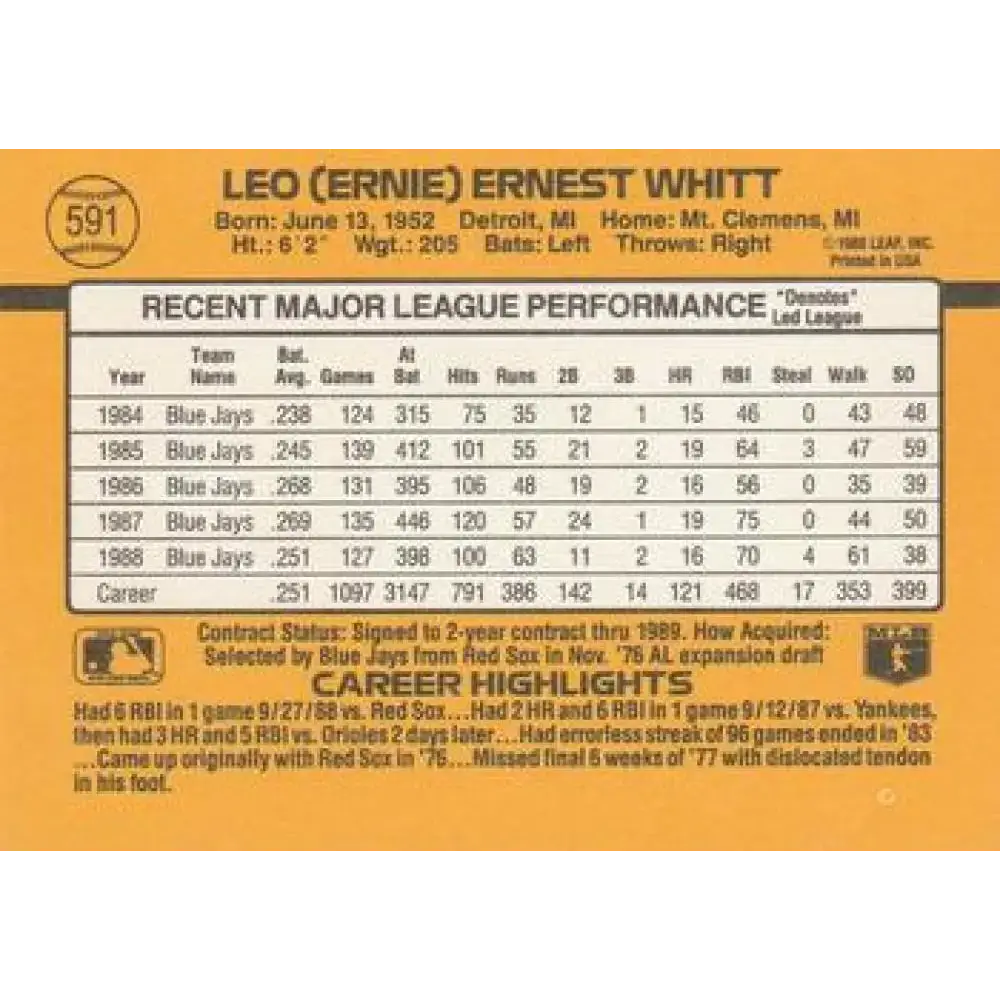 591
LEO (ERNIE) ERNEST WHITT
Born: June 13, 1952 Detroit, MI Home: Mt. Clemens, MI
Ht.: 6'2" Wgt.: 205 Bats: Left Throws: Right
© 1988 LEAF, INC.
Printed in USA
RECENT MAJOR LEAGUE PERFORMANCE "Denotes"
Led League
Year Team Name Bat. Avg. Games At Bat Hits Runs 2B 3B HR RBI Steal Walk SO
1984 Blue Jays .238 124 315 75 35 12 1 15 46 0 43 48
1985 Blue Jays .245 139 412 101 55 21 2 19 64 3 47 59
1986 Blue Jays .268 131 395 106 48 19 2 16 56 0 35 39
1987 Blue Jays .269 135 446 120 57 24 1 19 75 0 44 50
1988 Blue Jays .251 127 398 100 63 11 2 16 70 4 61 38
Career .251 1097 3147 791 386 142 14 121 468 17 353 399
Contract Status: Signed to 2-year contract thru 1989. How Acquired:
Selected by Blue Jays from Red Sox in Nov. '76 AL expansion draft
CAREER HIGHLIGHTS
Had 6 RBI in 1 game 9/27/88 vs. Red Sox...Had 2 HR and 6 RBI in 1 game 9/12/87 vs. Yankees,
then had 3 HR and 5 RBI vs. Orioles 2 days later...Had errorless streak of 96 games ended in '83
...Came up originally with Red Sox in '76...Missed final 6 weeks of '77 with dislocated tendon
in his foot.